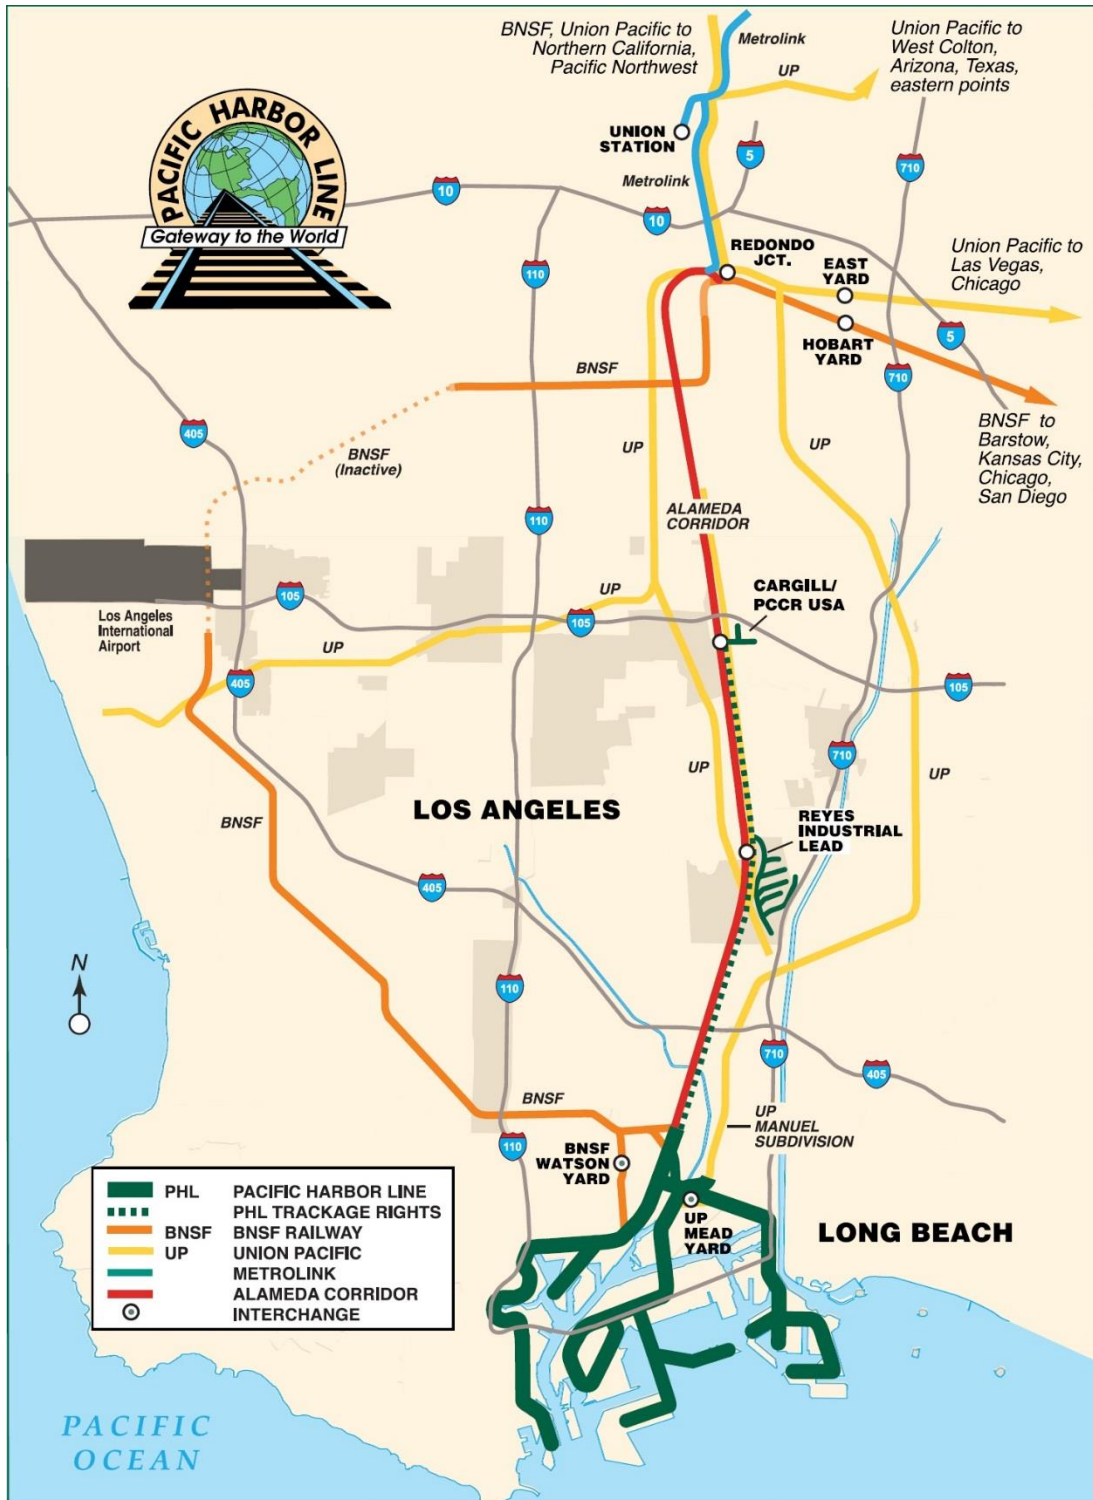 BNSF, Union Pacific to
Northern California,
Pacific Northwest
Metrolink
UP
Union Pacific to
West Colton,
Arizona, Texas,
eastern points
PACIFIC HARBOR LINE
Gateway to the World
UNION
STATION
Metrolink
5
710
10
10
110
REDONDO
JCT.
EAST
YARD
Union Pacific to
Las Vegas,
Chicago
HOBART
YARD
5
710
BNSF
405
BNSF
(Inactive)
UP
UP
BNSF to
Barstow,
Kansas City,
Chicago,
San Diego
110
ALAMEDA
CORRIDOR
Los Angeles
International
Airport
105
UP
105
CARGILL/
PCCR USA
UP
405
105
710
UP
UP
LOS ANGELES
BNSF
REYES
INDUSTRIAL
LEAD
405
N
110
710
405
BNSF
UP
MANUEL
SUBDIVISION
110
BNSF
WATSON
YARD
UP
MEAD
YARD
LONG BEACH
PHL PACIFIC HARBOR LINE
PHL TRACKAGE RIGHTS
BNSF BNSF RAILWAY
UP UNION PACIFIC
METROLINK
ALAMEDA CORRIDOR
INTERCHANGE
PACIFIC
OCEAN